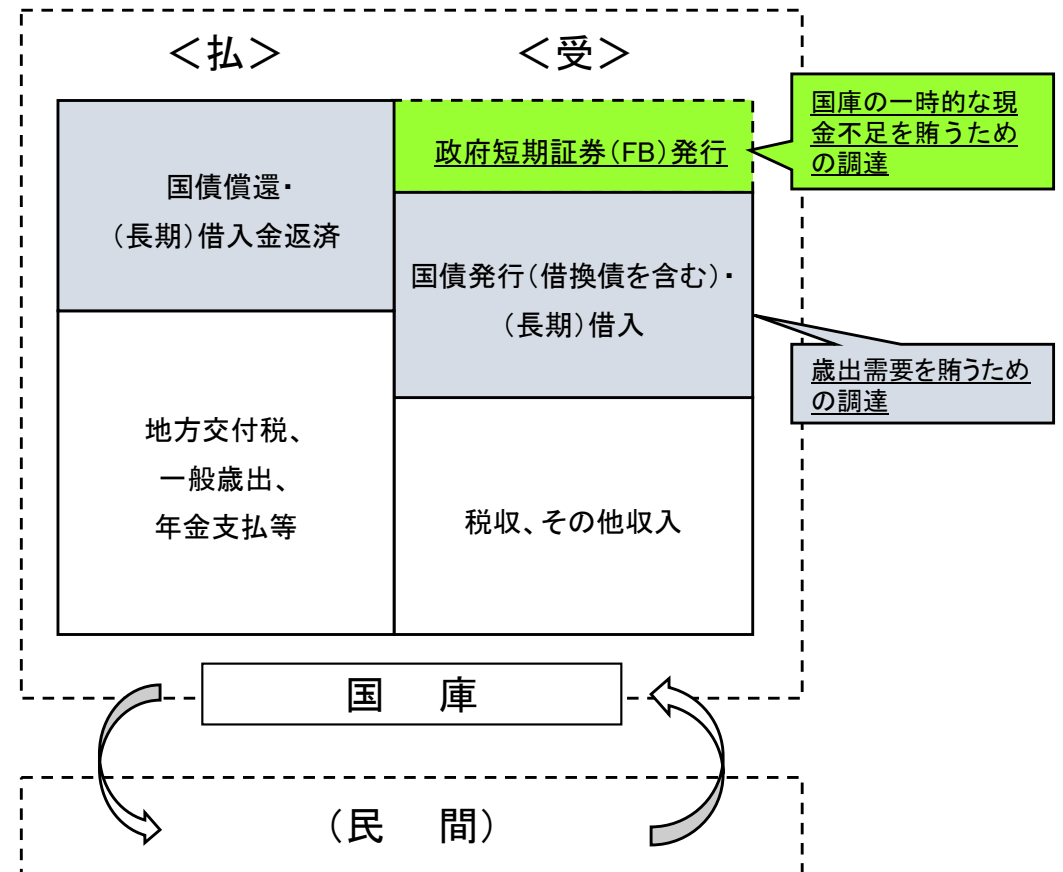 ＜払＞
＜受＞
国債償還・
（長期）借入金返済
地方交付税、
一般歳出、
年金支払等
政府短期証券（FB）発行
国債発行（借換債を含む）・
（長期）借入
税収、その他収入
国庫の一時的な現
金不足を賄うため
の調達
歳出需要を賄うため
の調達
国　庫
（民　間）